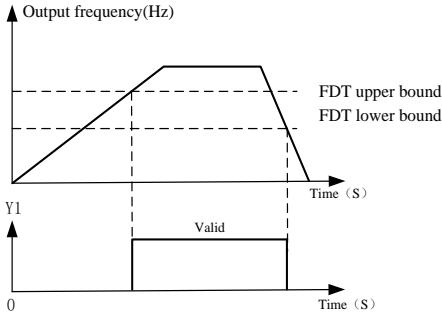 Output frequency(Hz)
FDT upper bound
FDT lower bound
Time（S）
Y1
Valid
0
Time（S）